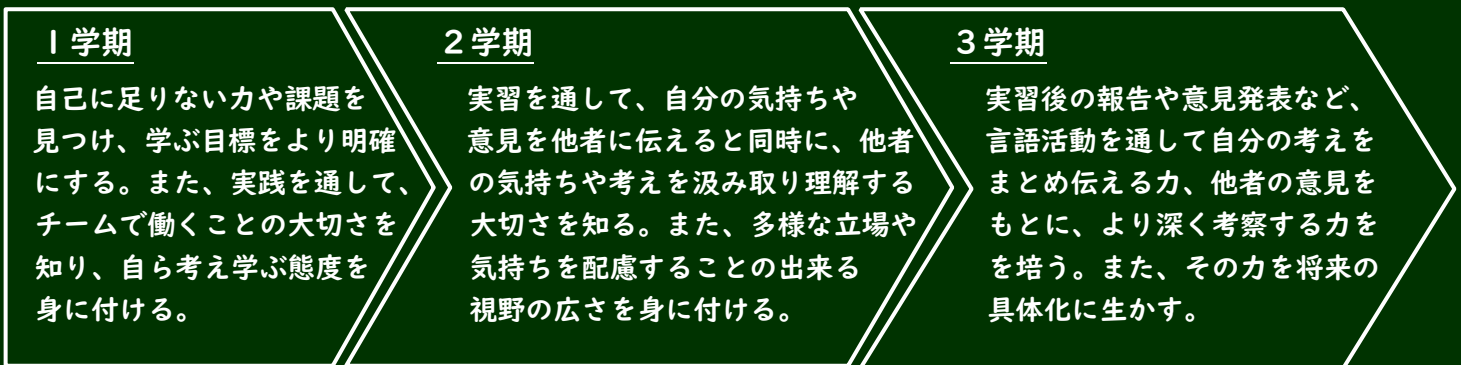 1学期
自己に足りない力や課題を
見つけ、学ぶ目標をより明確
にする。また、実践を通して、
チームで働くことの大切さを
知り、自ら考え学ぶ態度を
身に付ける。
2学期
実習を通して、自分の気持ちや
意見を他者に伝えると同時に、他者
の気持ちや考えを汲み取り理解する
大切さを知る。また、多様な立場や
気持ちを配慮することの出来る
視野の広さを身に付ける。
3学期
実習後の報告や意見発表など、
言語活動を通して自分の考えを
まとめ伝える力、他者の意見を
もとに、より深く考察する力を
を培う。また、その力を将来の
具体化に生かす。